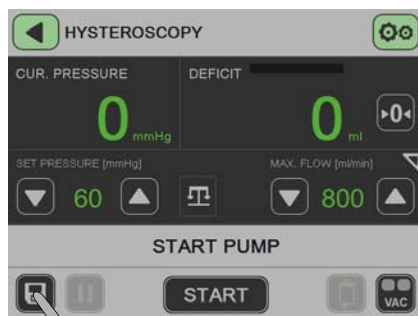 HYSTEROSCOPY
CUR. PRESSURE
DEFICIT
0 mmHg
0 ml
0
SET PRESSURE [mmHg]
MAX. FLOW [ml/min]
60
800
START PUMP
START
VAC